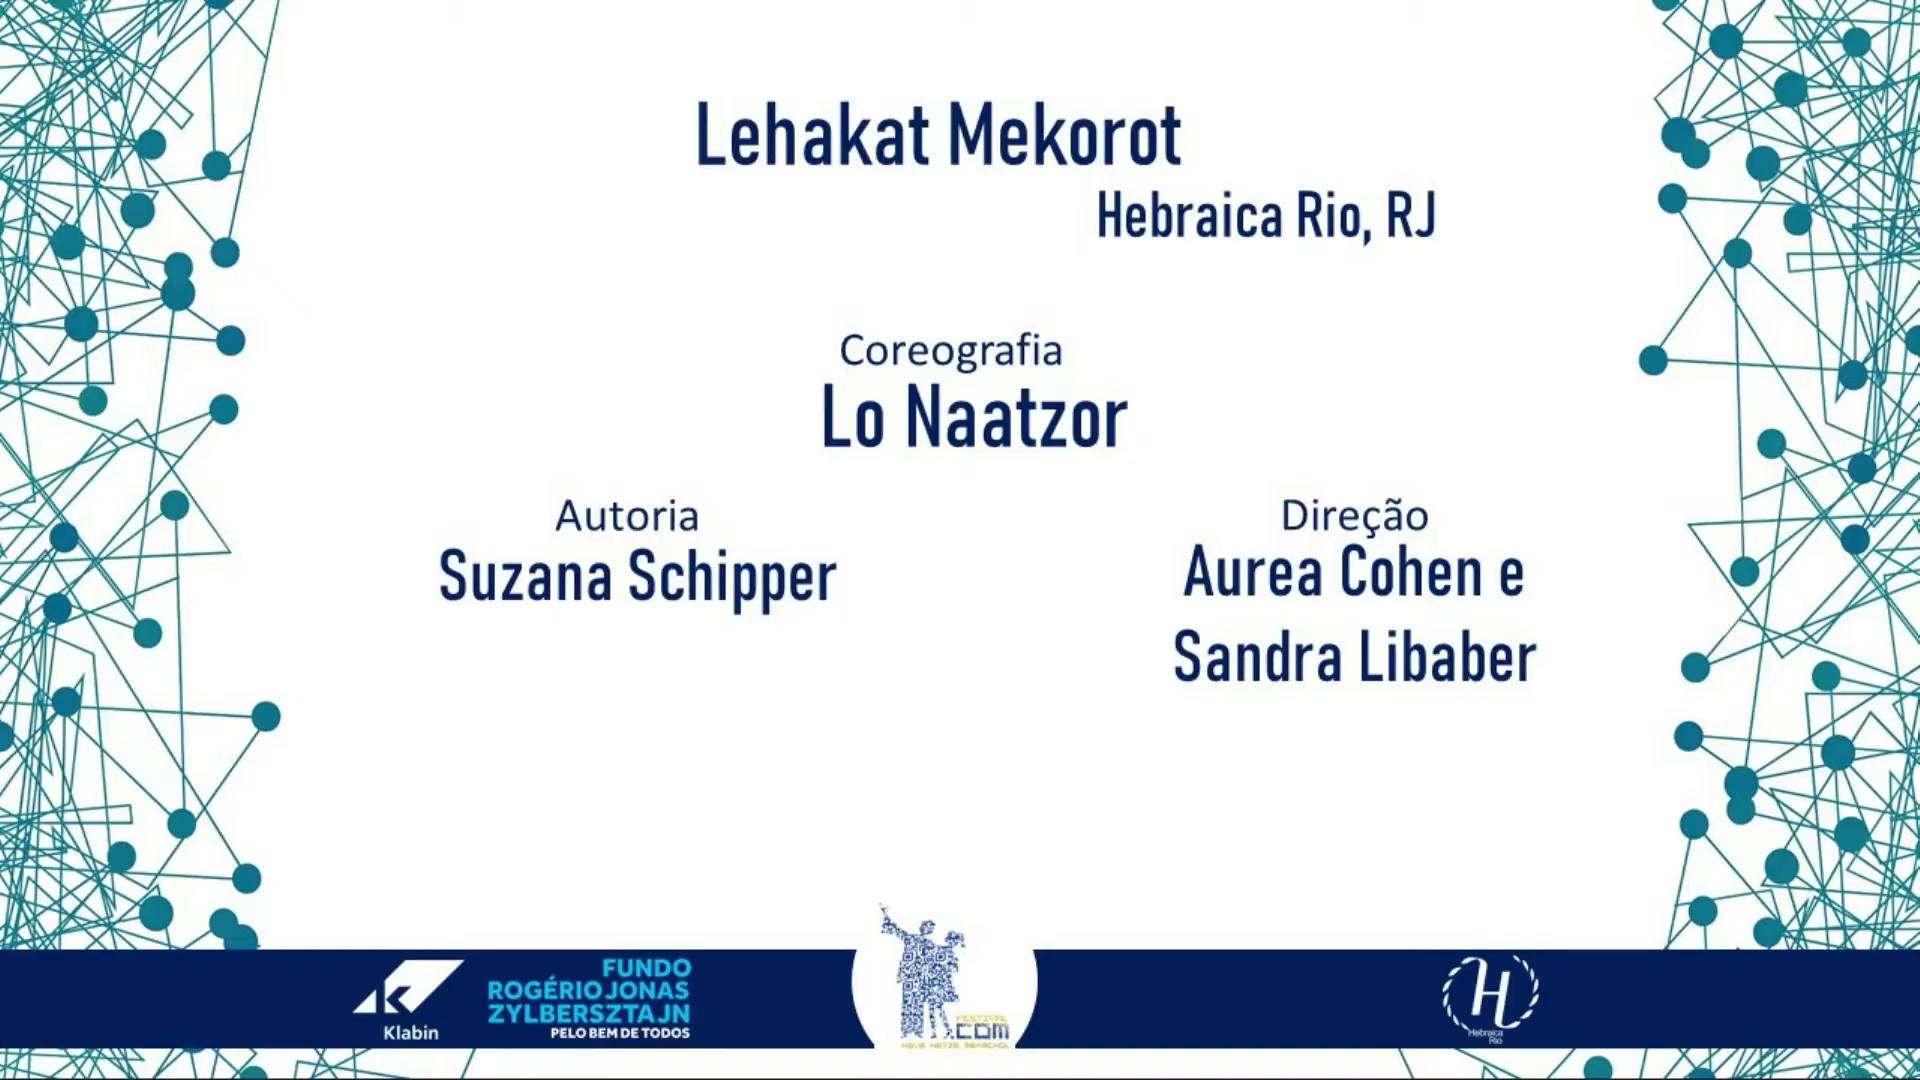 Lehakat Mekorot
Hebraica Rio, RJ
Coreografia
Lo Naatzor
Autoria
Suzana Schipper
Direção
Aurea Cohen e
Sandra Libaber
Klabin
FUNDO
ROGÉRIO JONAS
ZYLBERSZTAJN
PELO BEM DE TODOS
FESTIVAL
.COM
H
Hebraica
Rio